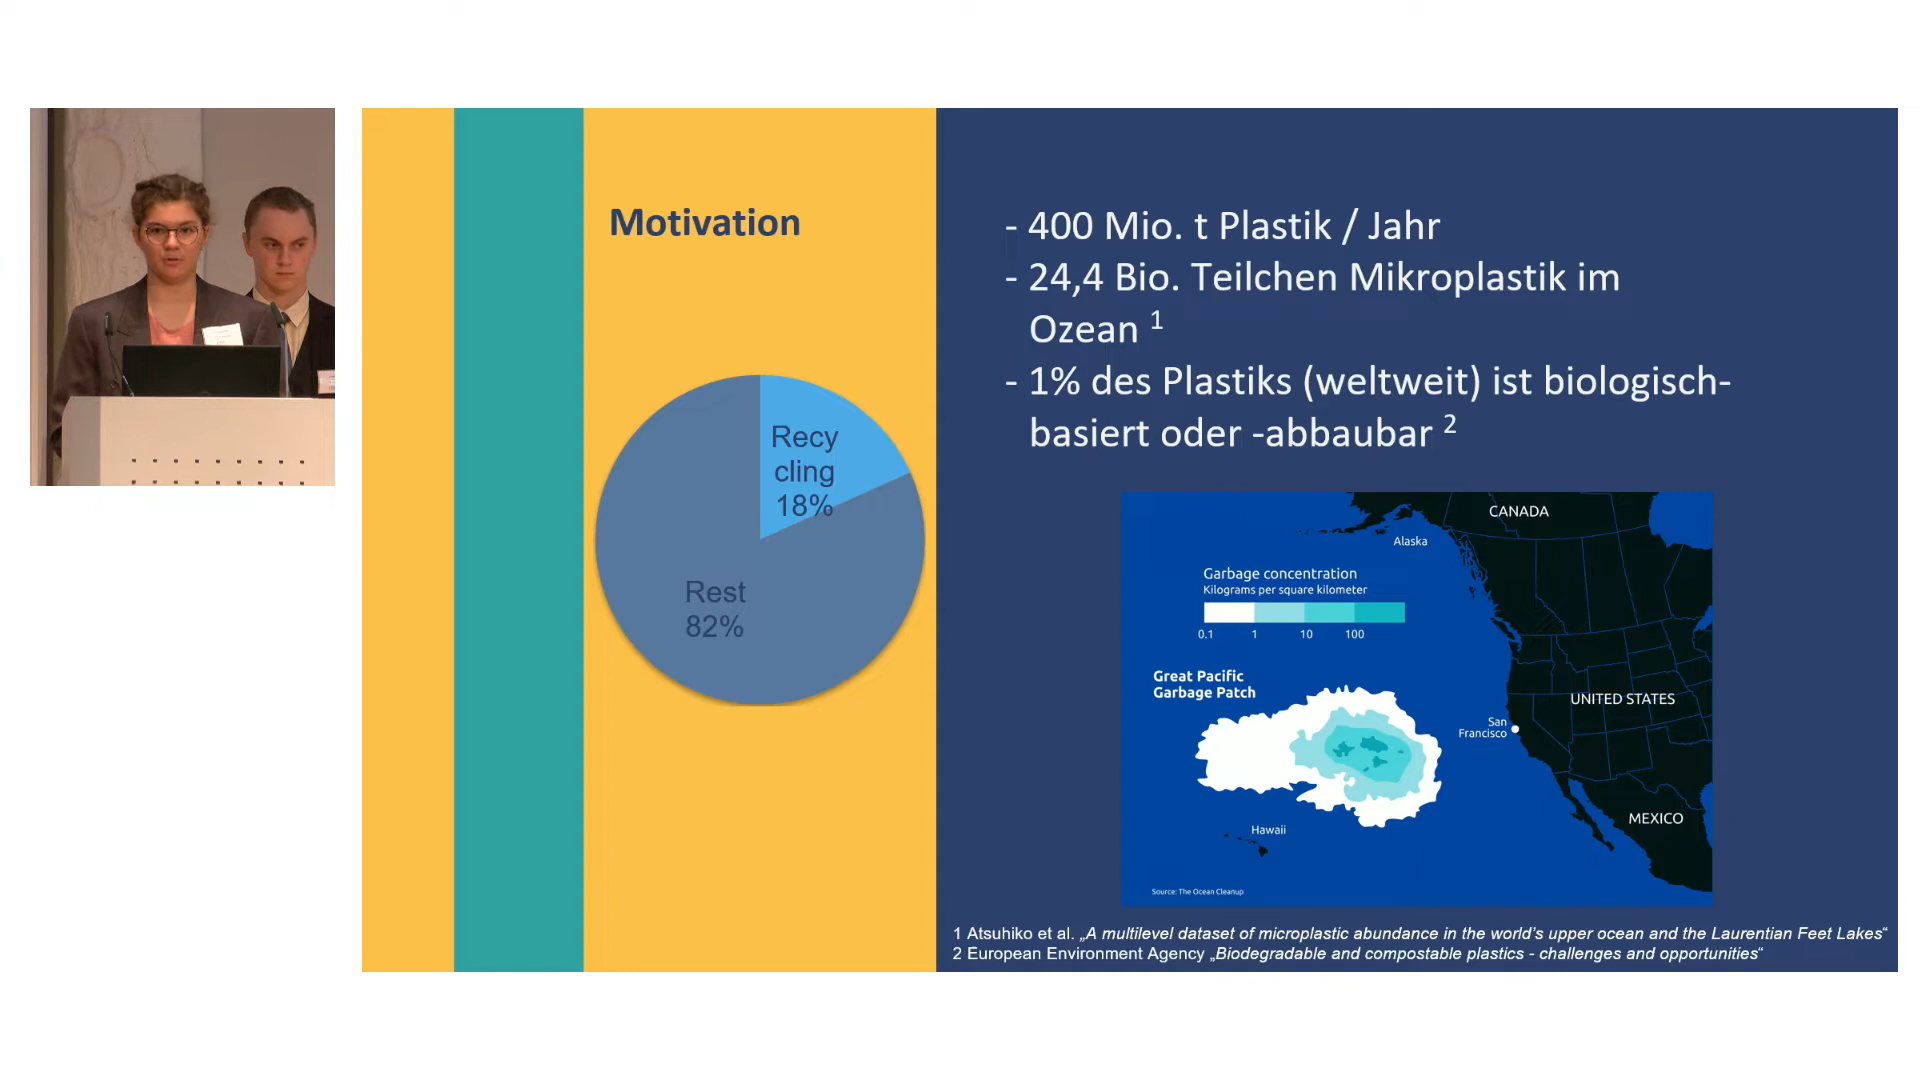 Motivation
Recy
cling
18%
Rest
82%
- 400 Mio. t Plastik / Jahr
- 24,4 Bio. Teilchen Mikroplastik im
Ozean ¹
- 1% des Plastiks (weltweit) ist biologisch-
basiert oder -abbaubar ²
CANADA
Alaska
Garbage concentration
Kilograms per square kilometer
0.1 1 10 100
Great Pacific
Garbage Patch
UNITED STATES
San
Francisco
MEXICO
Hawaii
Source: The Ocean Cleanup
1 Atsuhiko et al. „A multilevel dataset of microplastic abundance in the world’s upper ocean and the Laurentian Feet Lakes“
2 European Environment Agency „Biodegradable and compostable plastics - challenges and opportunities“